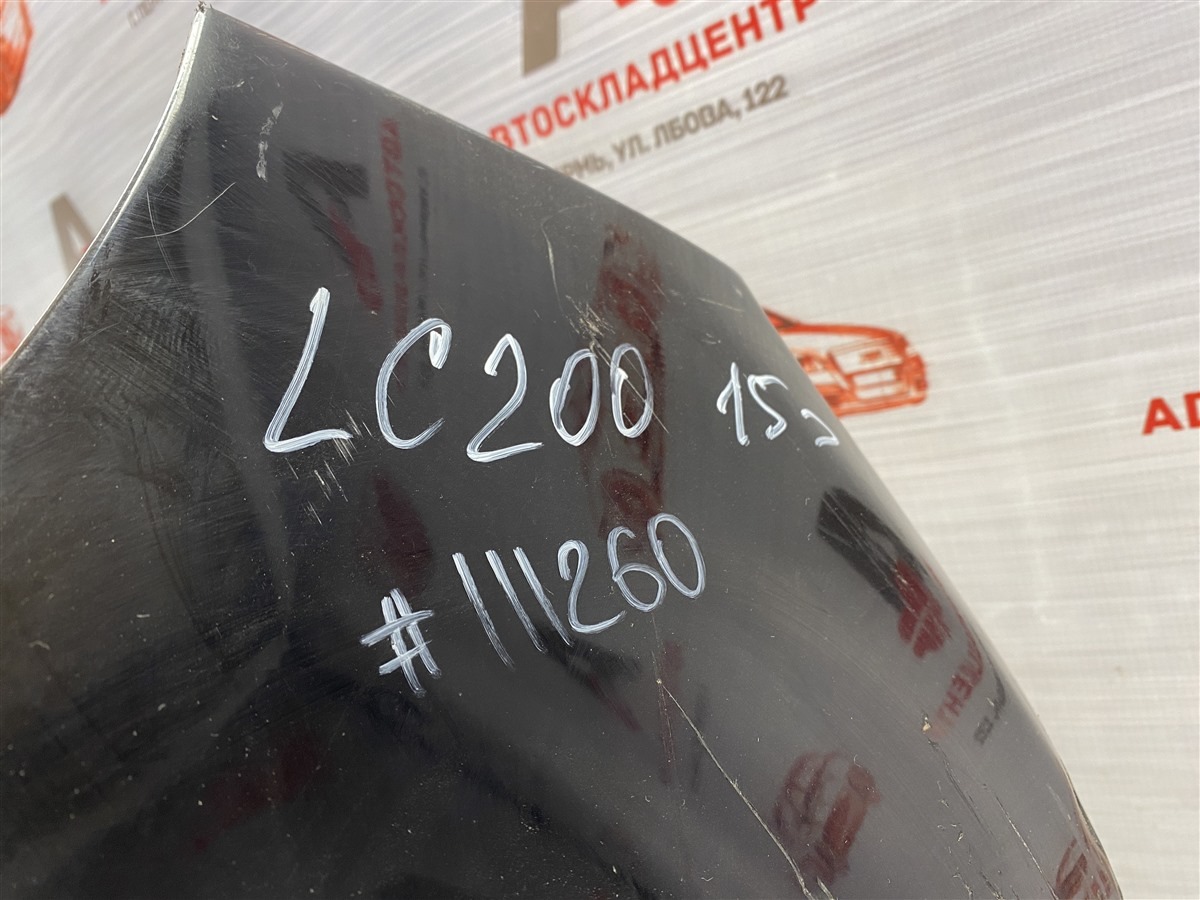 АВТОСКЛАДЦЕНТР
УЛ. ЛБОВА, 122
LC200 15
#111260